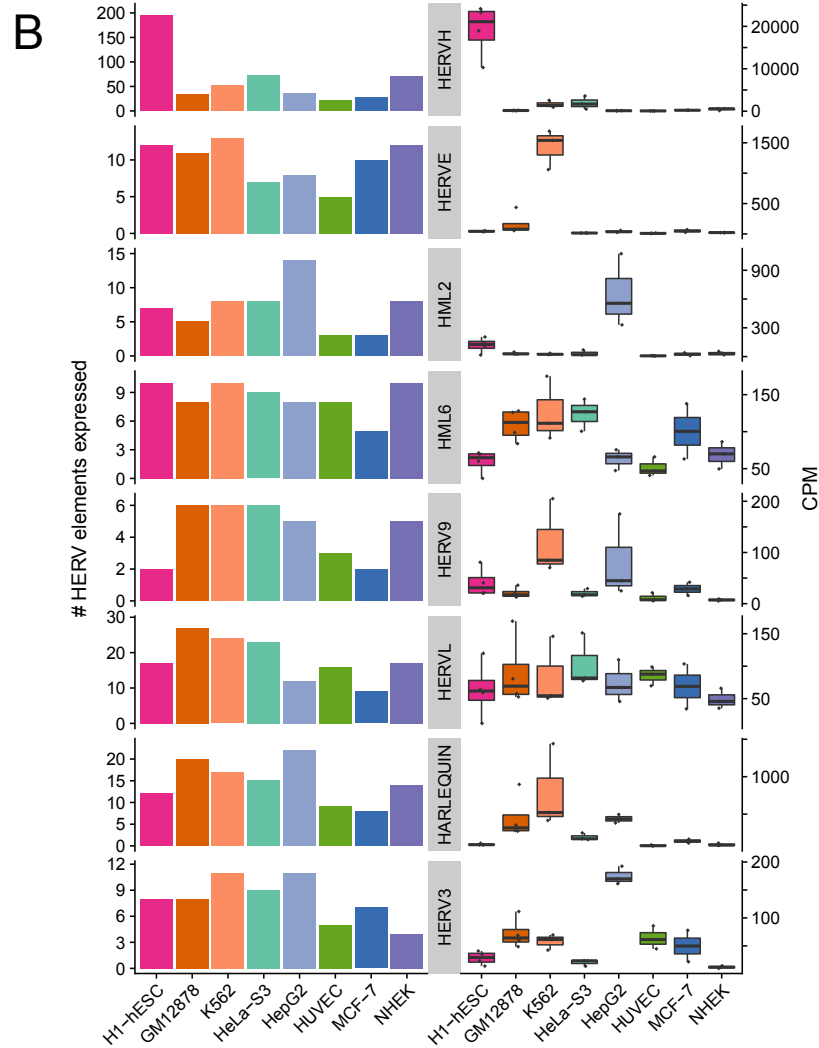 B
# HERV elements expressed
CPM
200
150
100
50
0
HERVH
20000
10000
0
10
5
0
HERVE
1500
500
15
10
5
0
HML2
900
300
9
6
3
0
HML6
150
50
6
4
2
0
HERV9
200
100
0
30
20
10
0
HERVL
150
50
20
15
10
5
0
HARLEQUIN
1000
12
9
6
3
0
HERV3
200
100
H1−hESC
GM12878
K562
HeLa−S3
HepG2
HUVEC
MCF−7
NHEK
H1−hESC
GM12878
K562
HeLa−S3
HepG2
HUVEC
MCF−7
NHEK